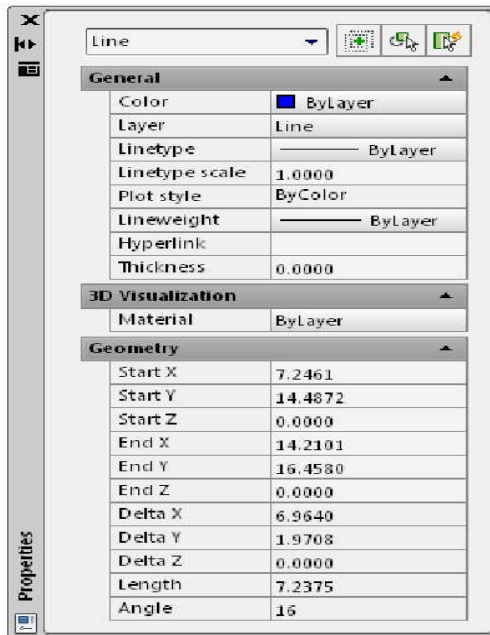 Line
General
Color ByLayer
Layer Line
Linetype ByLayer
Linetype scale 1.0000
Plot style ByColor
Lineweight ByLayer
Hyperlink
Thickness 0.0000
3D Visualization
Material ByLayer
Geometry
Start X 7.2461
Start Y 14.4872
Start Z 0.0000
End X 14.2101
End Y 16.4580
End Z 0.0000
Delta X 6.9640
Delta Y 1.9708
Delta Z 0.0000
Length 7.2375
Angle 16
Properties